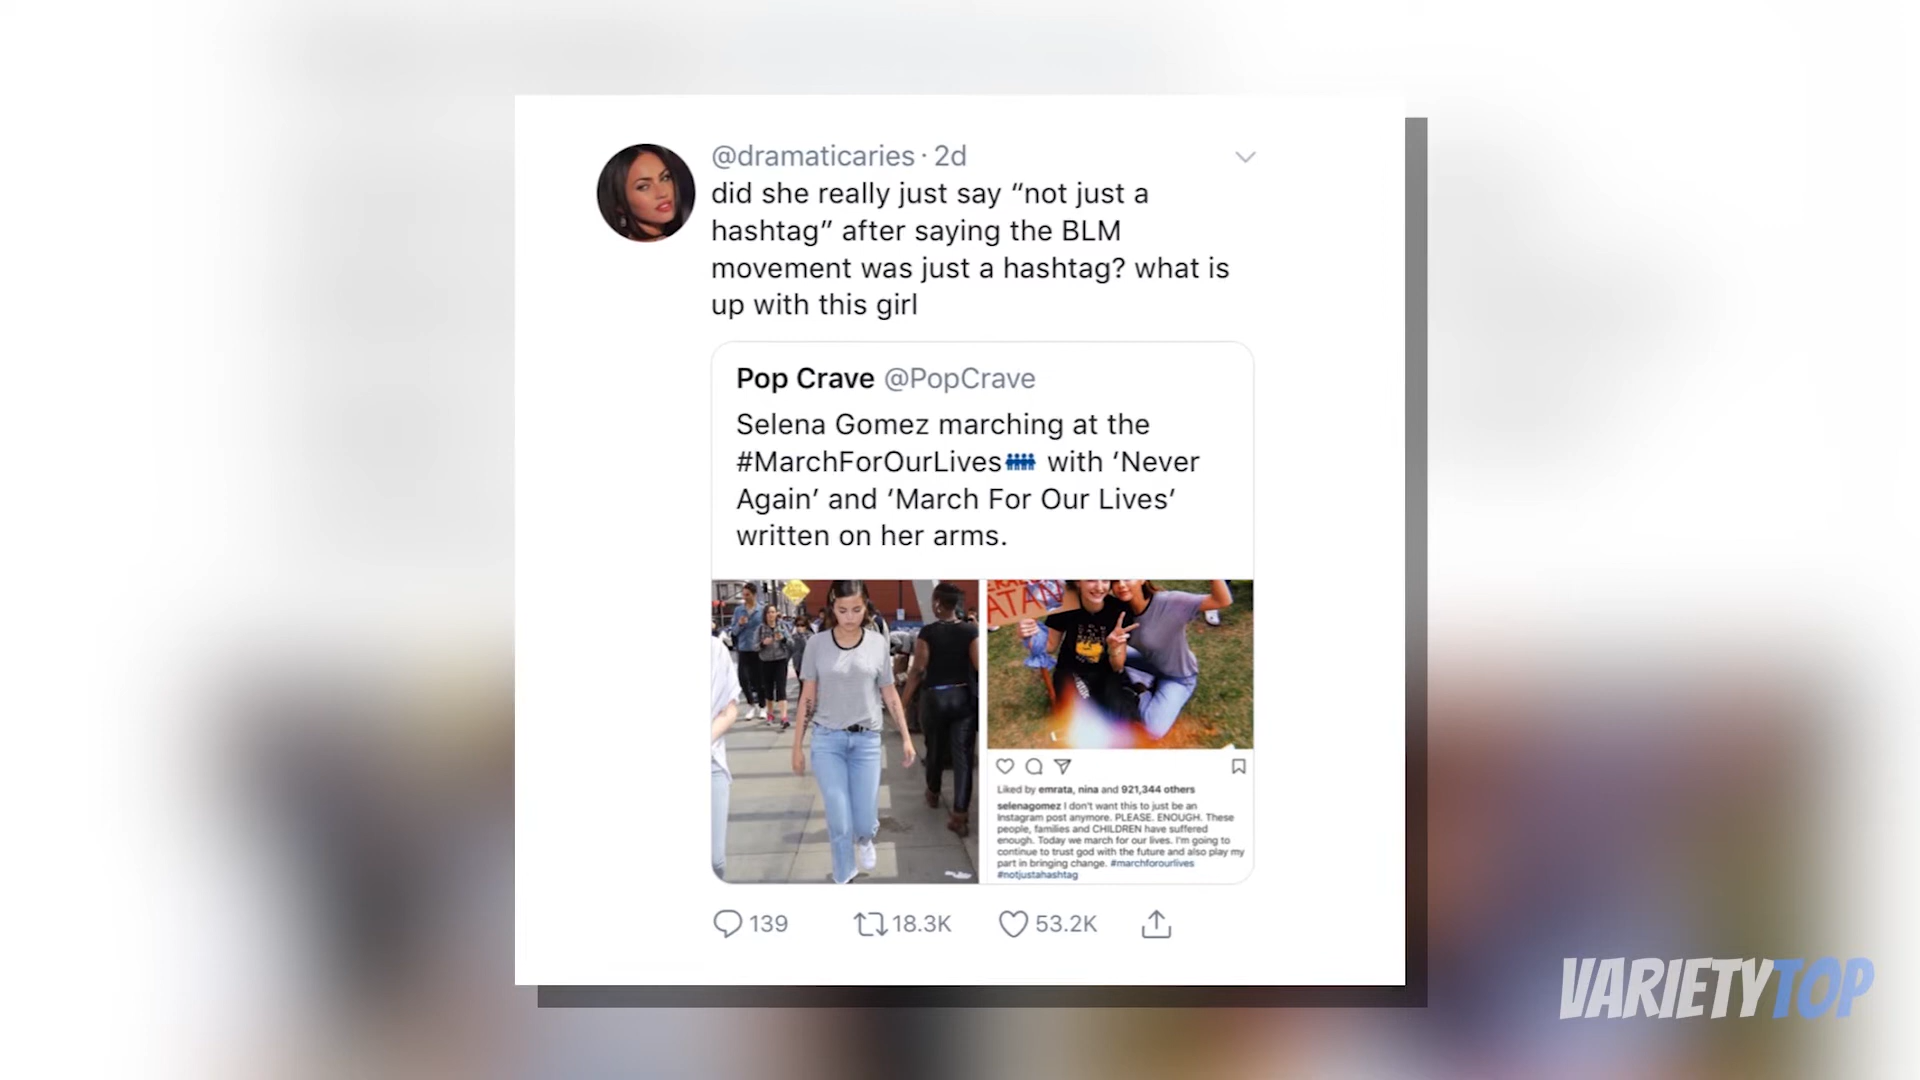 @dramaticaries · 2d
did she really just say “not just a
hashtag” after saying the BLM
movement was just a hashtag? what is
up with this girl
Pop Crave @PopCrave
Selena Gomez marching at the
#MarchForOurLives with ‘Never
Again’ and ‘March For Our Lives’
written on her arms.
ATAN
Liked by emrata, nina and 921,344 others
selenagomez I don't want this to just be an
Instagram post anymore. PLEASE. ENOUGH. These
people, families and CHILDREN have suffered
enough. Today we march for our lives. I'm going to
continue to trust god with the future and also play my
part in bringing change. #marchforourlives
#notjustahashtag
139 18.3K 53.2K
VARIETYTOP